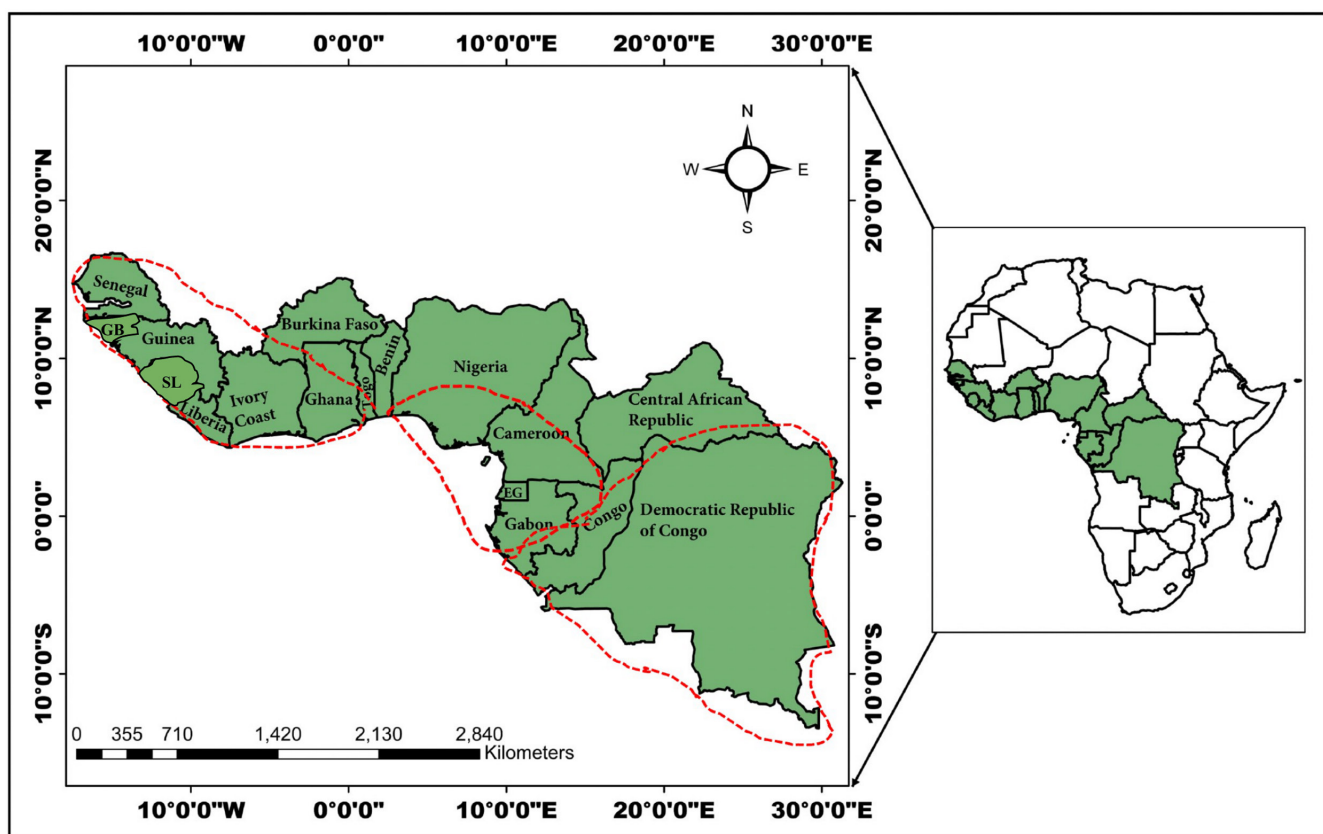 10°0'0"W 0°0'0" 10°0'0"E 20°0'0"E 30°0'0"E
N
W E
S
20°0'0"N
20°0'0"N
10°0'0"N
10°0'0"N
0°0'0"
0°0'0"
10°0'0"S
10°0'0"S
Senegal
GB
Guinea
SL
Liberia
Ivory
Coast
Burkina Faso
Ghana
Togo
Benin
Nigeria
Cameroon
Central African
Republic
EG
Gabon
Congo
Democratic Republic
of Congo
0 355 710 1,420 2,130 2,840
Kilometers
10°0'0"W 0°0'0" 10°0'0"E 20°0'0"E 30°0'0"E